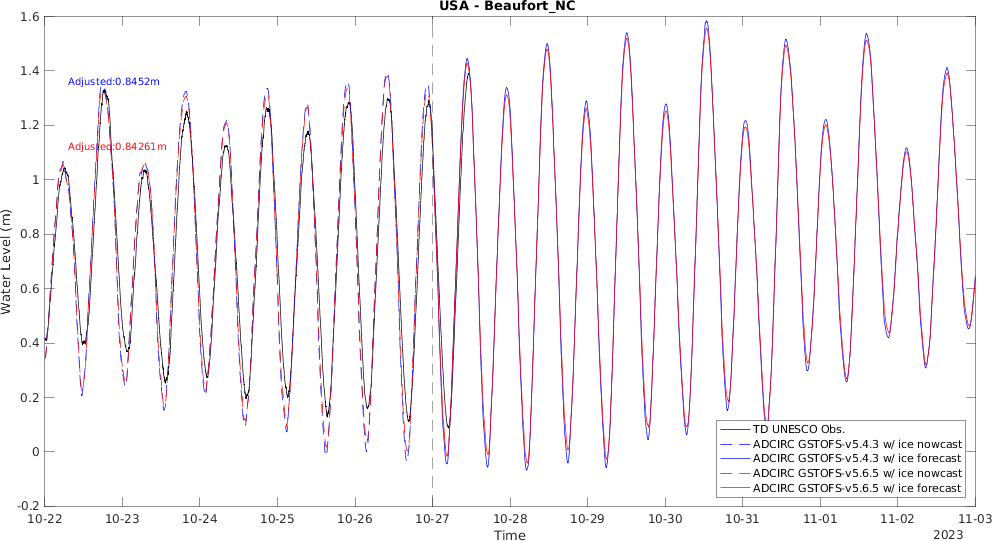 USA - Beaufort_NC
1.6
1.4
1.2
1
0.8
0.6
0.4
0.2
0
-0.2
Water Level (m)
Adjusted:0.8452m
Adjusted:0.84261m
TD UNESCO Obs.
ADCIRC GSTOFS-v5.4.3 w/ ice nowcast
ADCIRC GSTOFS-v5.4.3 w/ ice forecast
ADCIRC GSTOFS-v5.6.5 w/ ice nowcast
ADCIRC GSTOFS-v5.6.5 w/ ice forecast
10-22 10-23 10-24 10-25 10-26 10-27 10-28 10-29 10-30 10-31 11-01 11-02 11-03
Time
2023